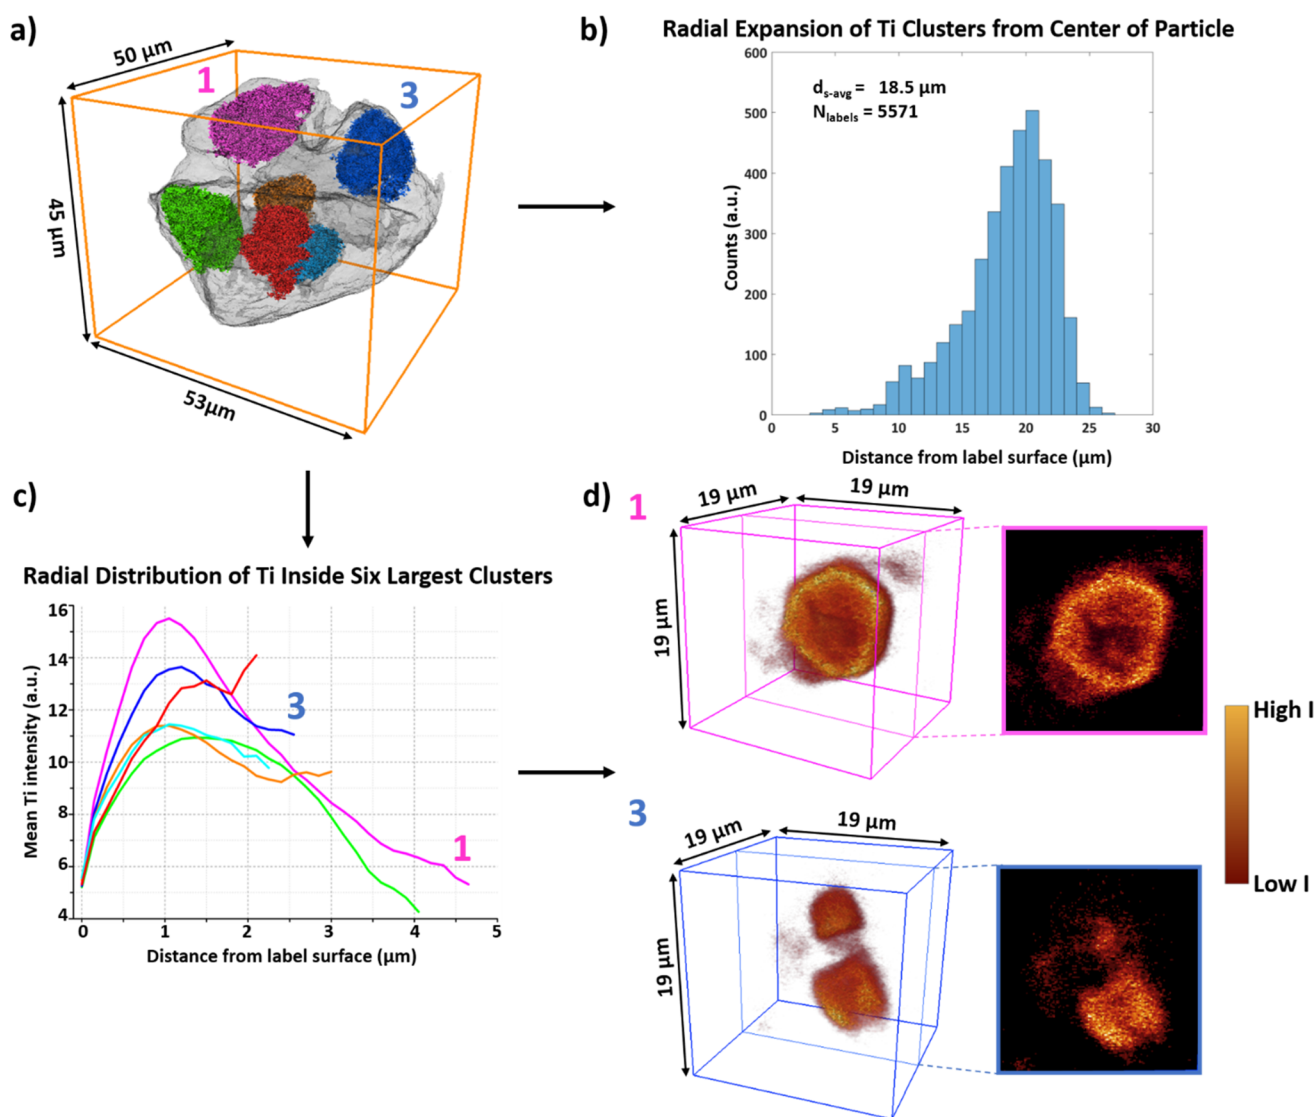 a)
50 µm
1
3
45 µm
53µm
b)
Radial Expansion of Ti Clusters from Center of Particle
ds-avg = 18.5 µm
Nlabels = 5571
Counts (a.u.)
600
500
400
300
200
100
0
0 5 10 15 20 25 30
Distance from label surface (µm)
c)
Radial Distribution of Ti Inside Six Largest Clusters
Mean Ti intensity (a.u.)
16
14
12
10
8
6
4
3
1
0 1 2 3 4 5
Distance from label surface (µm)
d)
1
19 µm
19 µm
19 µm
3
19 µm
19 µm
19 µm
High I
Low I